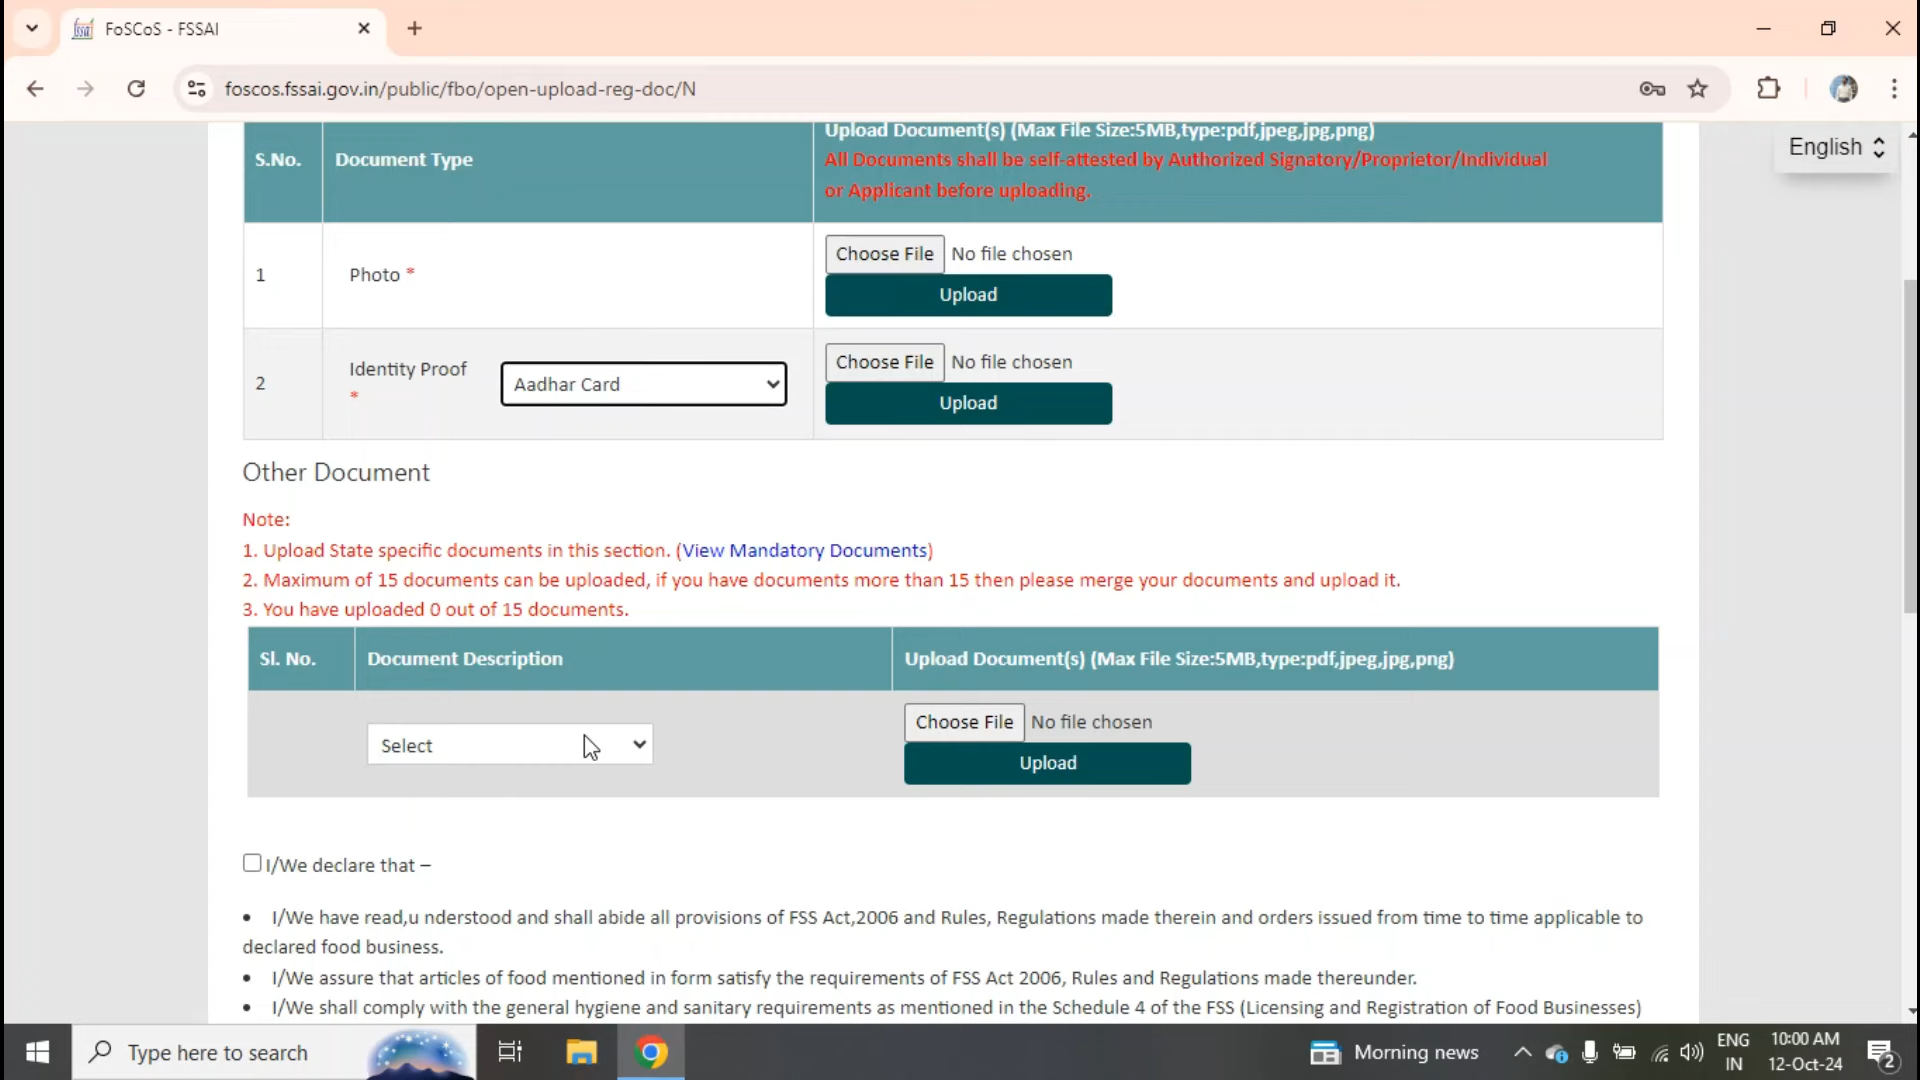 FoSCoS - FSSAI
foscos.fssai.gov.in/public/fbo/open-upload-reg-doc/N
English
S.No.
Document Type
Upload Document(s) (Max File Size:5MB,type:pdf,jpeg,jpg,png)
All Documents shall be self-attested by Authorized Signatory/Proprietor/Individual
or Applicant before uploading.
1
Photo *
Choose File No file chosen
Upload
2
Identity Proof
*
Aadhar Card
Choose File No file chosen
Upload
Other Document
Note:
1. Upload State specific documents in this section. (View Mandatory Documents)
2. Maximum of 15 documents can be uploaded, if you have documents more than 15 then please merge your documents and upload it.
3. You have uploaded 0 out of 15 documents.
Sl. No.
Document Description
Upload Document(s) (Max File Size:5MB,type:pdf,jpeg,jpg,png)
Select
Choose File No file chosen
Upload
I/We declare that –
• I/We have read,u nderstood and shall abide all provisions of FSS Act,2006 and Rules, Regulations made therein and orders issued from time to time applicable to
declared food business.
• I/We assure that articles of food mentioned in form satisfy the requirements of FSS Act 2006, Rules and Regulations made thereunder.
• I/We shall comply with the general hygiene and sanitary requirements as mentioned in the Schedule 4 of the FSS (Licensing and Registration of Food Businesses)
Type here to search
Morning news
ENG
IN
10:00 AM
12-Oct-24
2